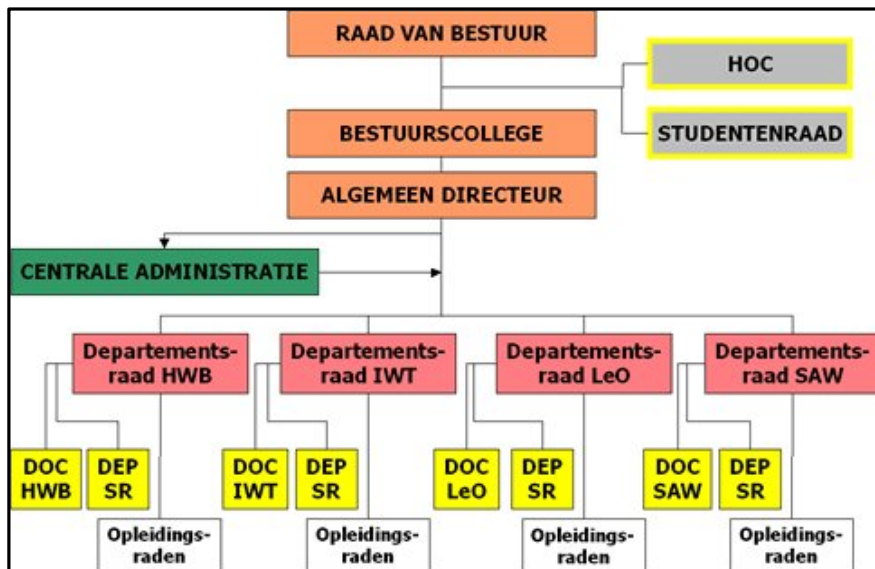 RAAD VAN BESTUUR
HOC
STUDENTENRAAD
BESTUURSCOLLEGE
ALGEMEEN DIRECTEUR
CENTRALE ADMINISTRATIE
Departements-
raad HWB
Departements-
raad IWT
Departements-
raad LeO
Departements-
raad SAW
DOC
HWB
DEP
SR
DOC
IWT
DEP
SR
DOC
LeO
DEP
SR
DOC
SAW
DEP
SR
Opleidings-
raden
Opleidings-
raden
Opleidings-
raden
Opleidings-
raden